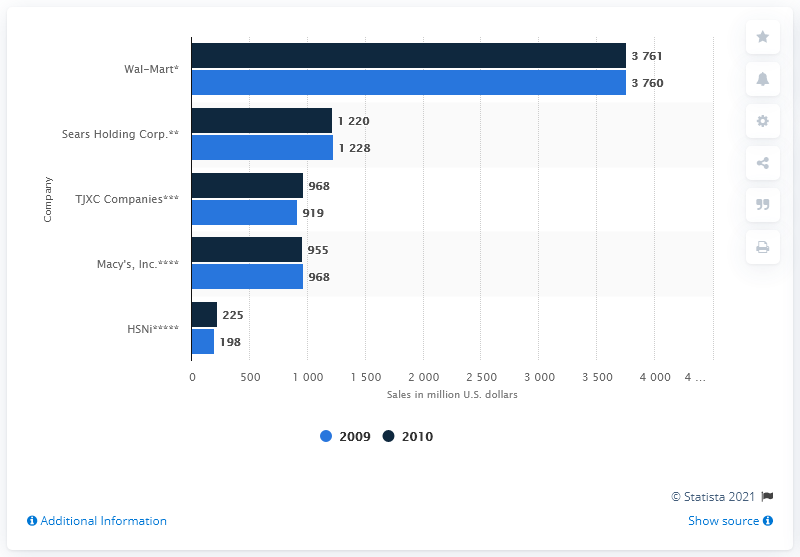 Company
Wal-Mart*
3 761
3 760
Sears Holding Corp.**
1 220
1 228
TJXC Companies***
968
919
Macy's, Inc.****
955
968
HSNi*****
225
198
0 500 1 000 1 500 2 000 2 500 3 000 3 500 4 000 4 ...
Sales in million U.S. dollars
2009 2010
© Statista 2021
Additional Information Show source